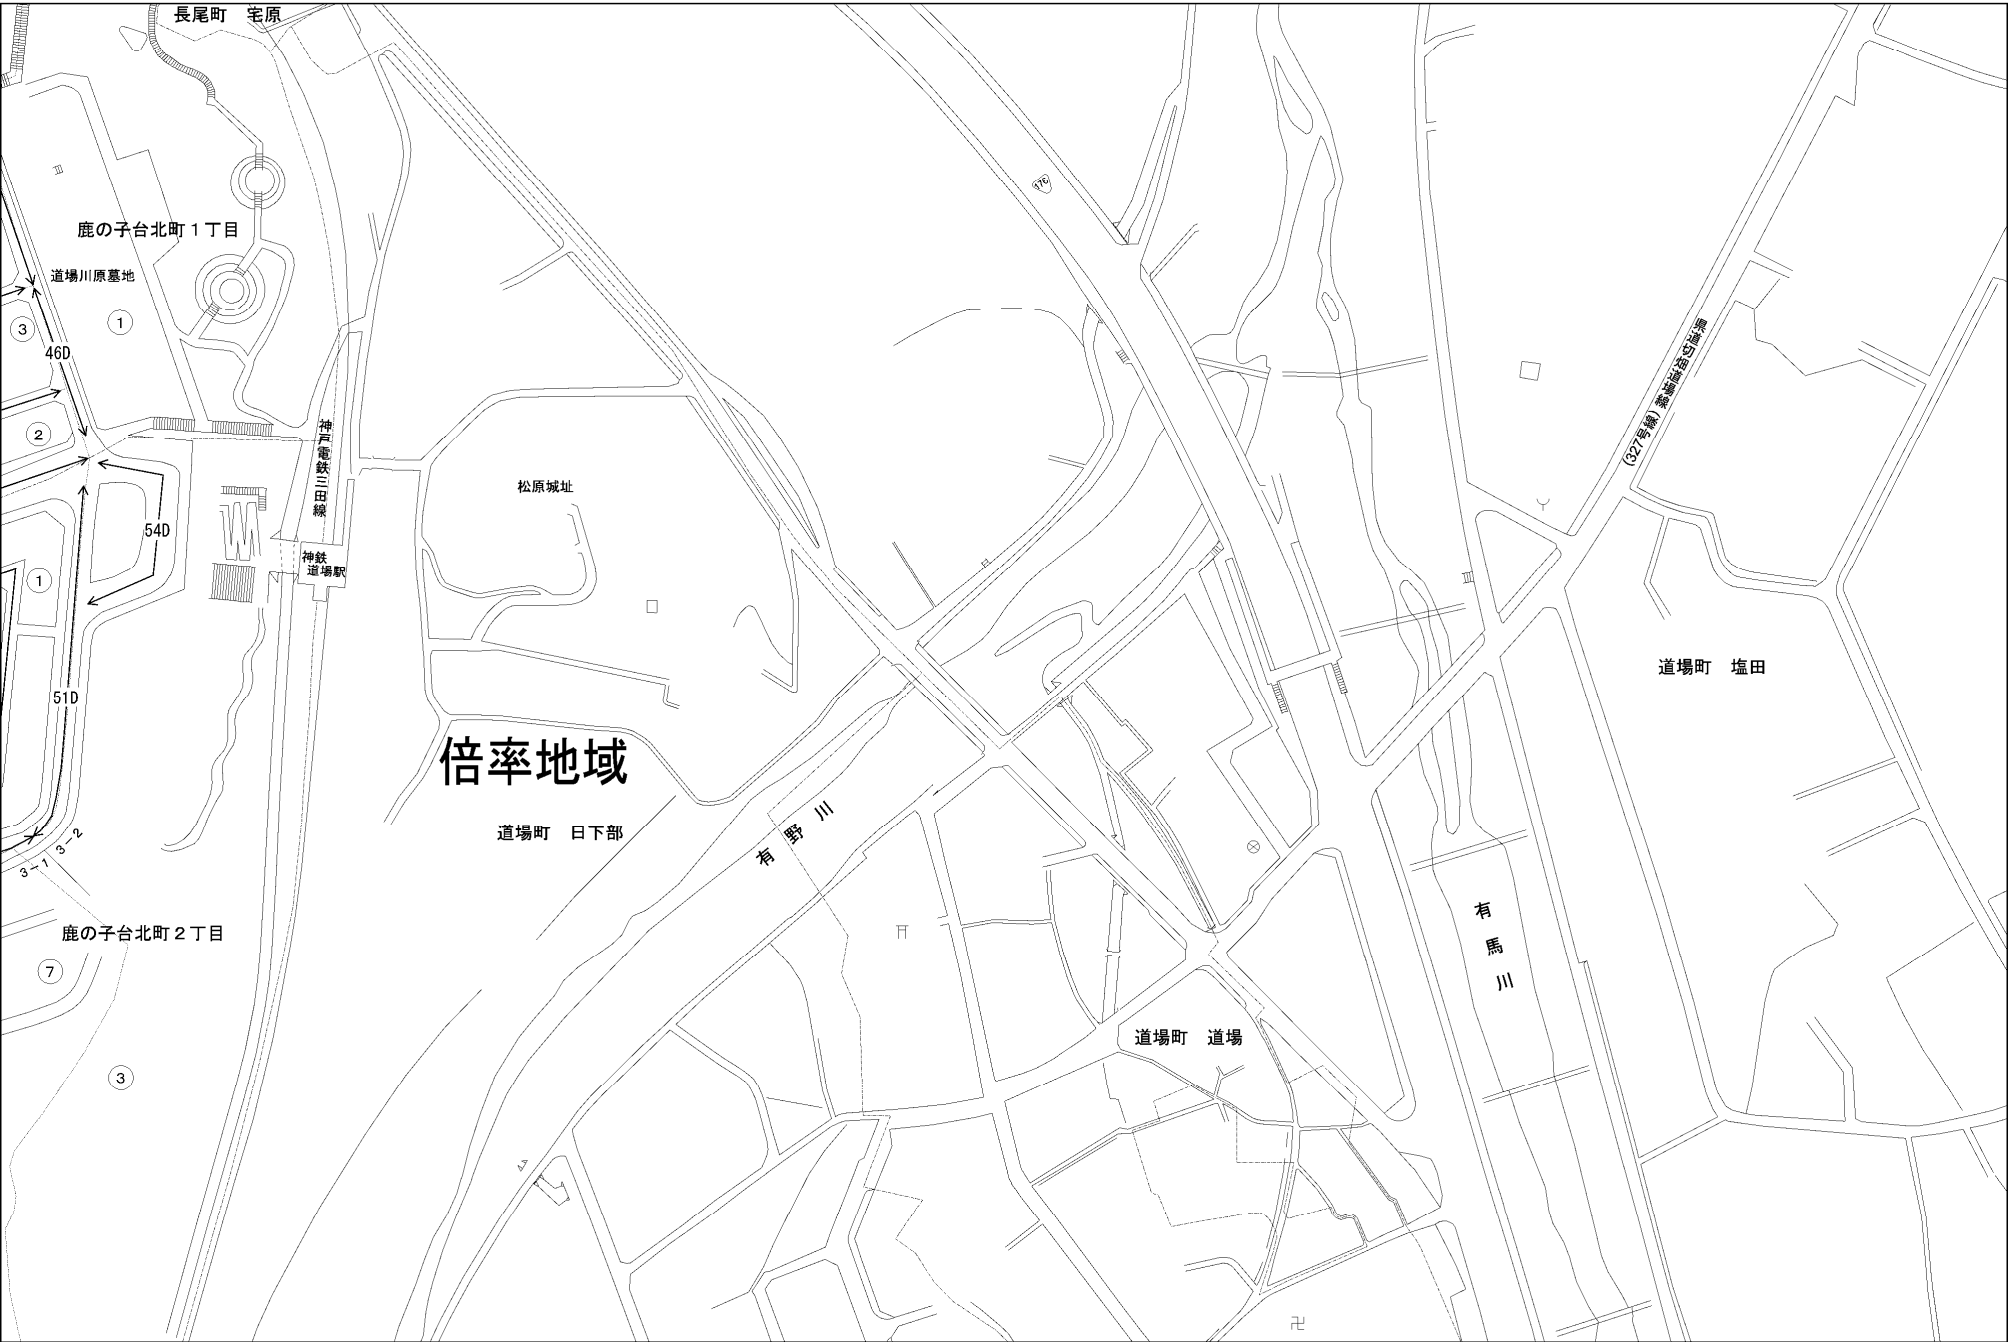 長尾町　宅原
176
鹿の子台北町１丁目
道場川原墓地
①
③
46D
県道切畑道場線
(327号線)
②
神戸電鉄三田線
松原城址
54D
神鉄
道場駅
①
道場町　塩田
51D
倍率地域
道場町　日下部
有野川
3－2
3－1
有馬川
鹿の子台北町２丁目
⑦
道場町　道場
③